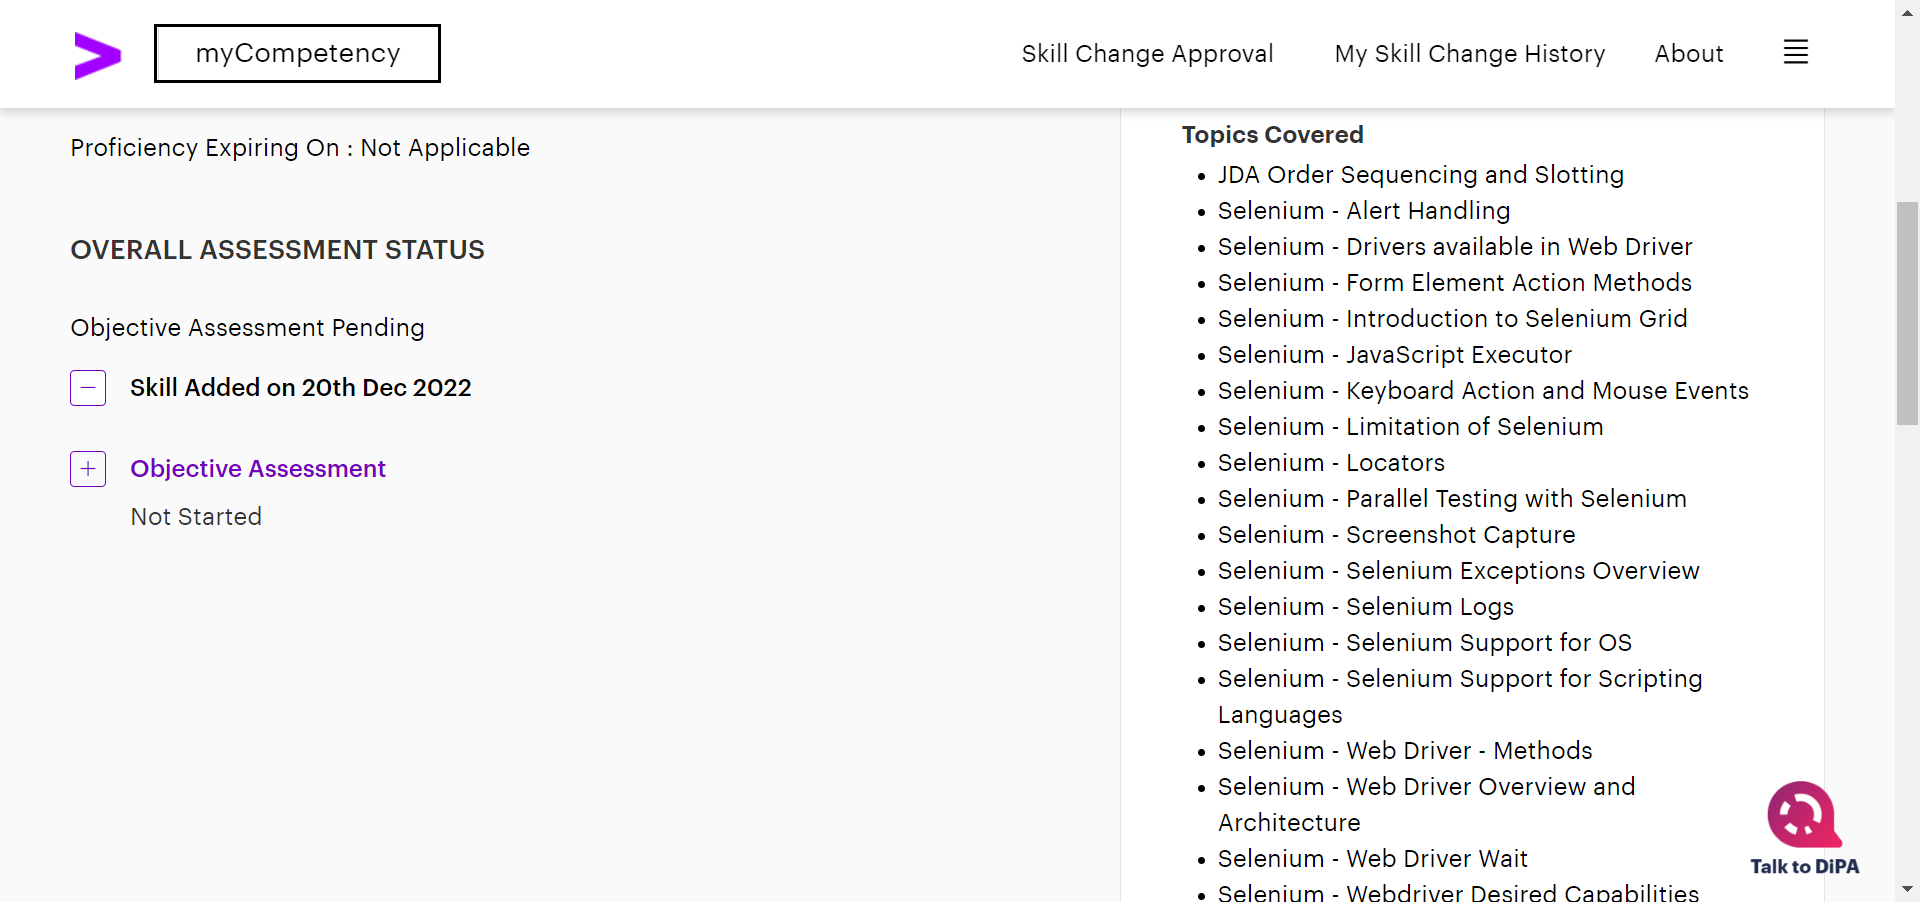 myCompetency
Skill Change Approval
My Skill Change History
About
Proficiency Expiring On : Not Applicable
OVERALL ASSESSMENT STATUS
Objective Assessment Pending
Skill Added on 20th Dec 2022
Objective Assessment
Not Started
Topics Covered
JDA Order Sequencing and Slotting
Selenium - Alert Handling
Selenium - Drivers available in Web Driver
Selenium - Form Element Action Methods
Selenium - Introduction to Selenium Grid
Selenium - JavaScript Executor
Selenium - Keyboard Action and Mouse Events
Selenium - Limitation of Selenium
Selenium - Locators
Selenium - Parallel Testing with Selenium
Selenium - Screenshot Capture
Selenium - Selenium Exceptions Overview
Selenium - Selenium Logs
Selenium - Selenium Support for OS
Selenium - Selenium Support for Scripting
Languages
Selenium - Web Driver - Methods
Selenium - Web Driver Overview and
Architecture
Selenium - Web Driver Wait
Selenium - Webdriver Desired Capabilities
Talk to DiPA